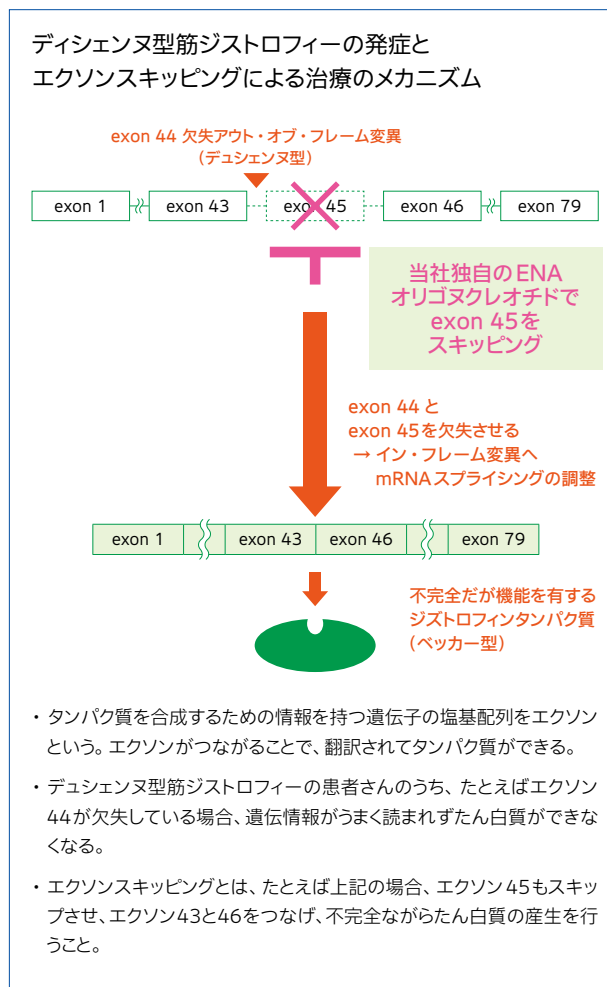 ディシェンヌ型筋ジストロフィーの発症と
エクソンスキッピングによる治療のメカニズム
exon 44 欠失アウト・オブ・フレーム変異
（デュシェンヌ型）
exon 1
exon 43
exon 45
exon 46
exon 79
当社独自のENA
オリゴヌクレオチドで
exon 45を
スキッピング
exon 44 と
exon 45を欠失させる
→ イン・フレーム変異へ
mRNAスプライシングの調整
exon 1
exon 43
exon 46
exon 79
不完全だが機能を有する
ジズトロフィンタンパク質
（ベッカー型）
・ タンパク質を合成するための情報を持つ遺伝子の塩基配列をエクソン
という。エクソンがつながることで、翻訳されてタンパク質ができる。
・ デュシェンヌ型筋ジストロフィーの患者さんのうち、たとえばエクソン
44が欠失している場合、遺伝情報がうまく読まれずたん白質ができな
くなる。
・ エクソンスキッピングとは、たとえば上記の場合、エクソン45もスキッ
プさせ、エクソン43と46をつなげ、不完全ながらたん白質の産生を行
うこと。